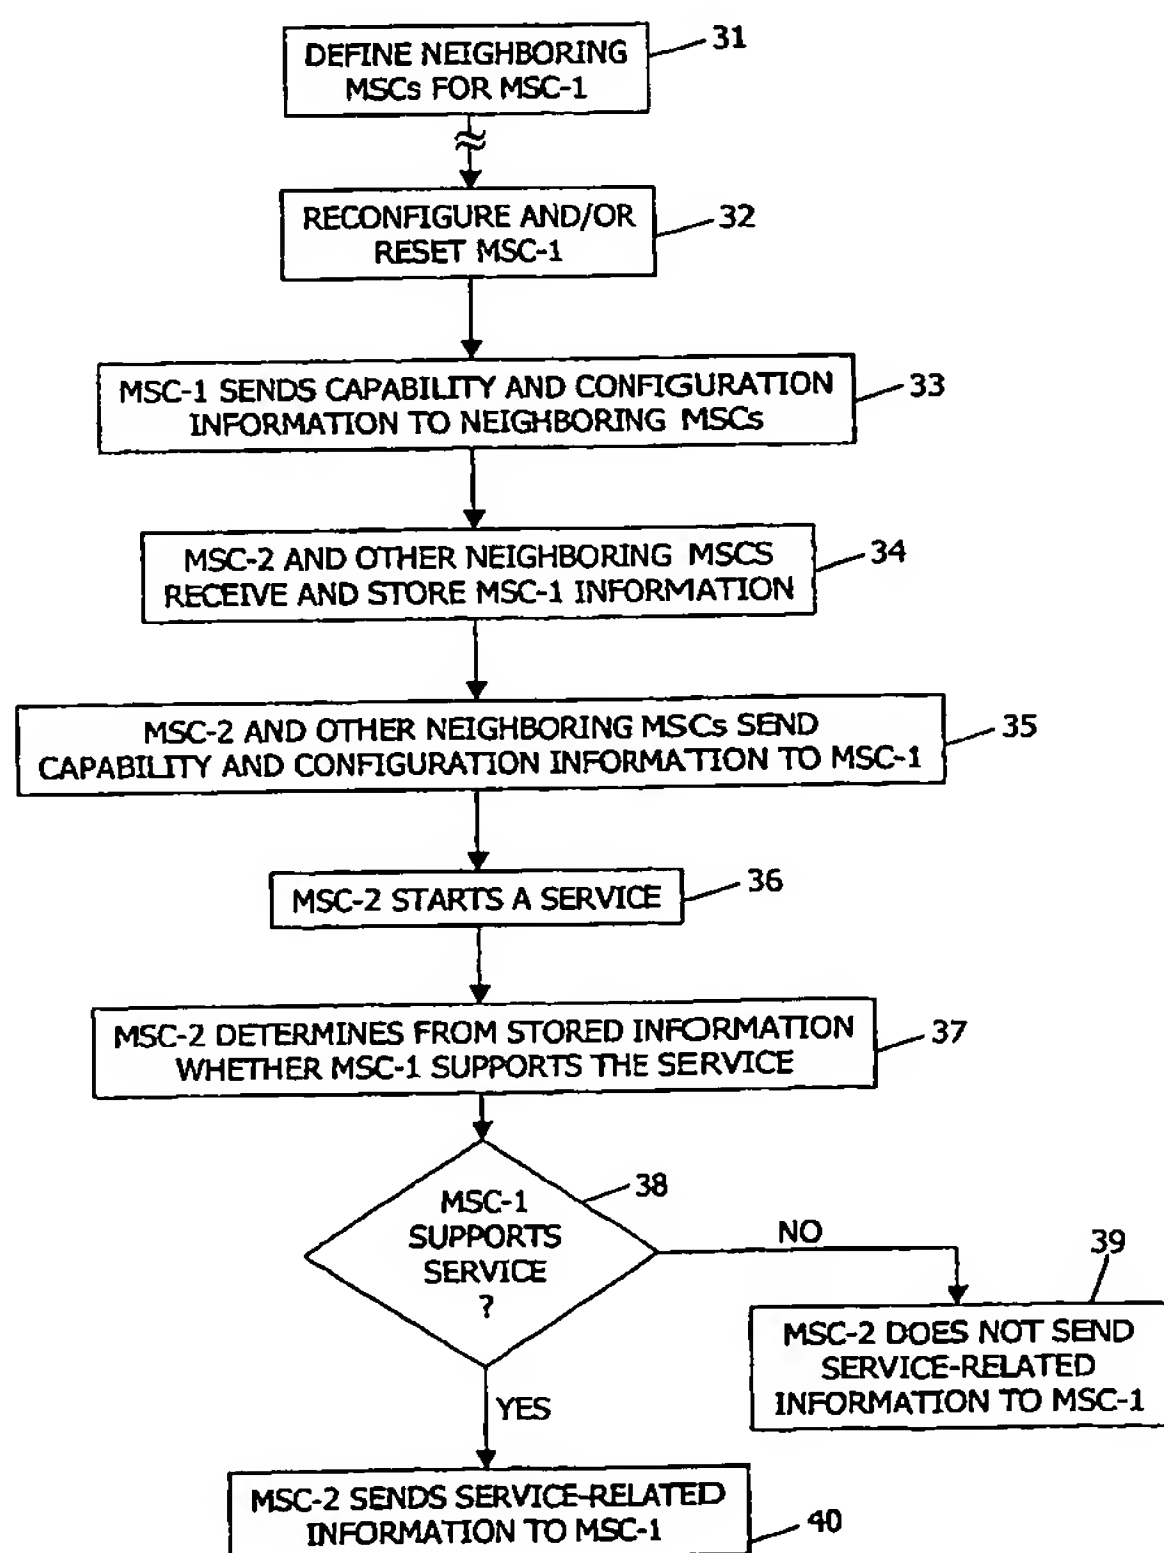 DEFINE NEIGHBORING
MSCs FOR MSC-1
31
RECONFIGURE AND/OR
RESET MSC-1
32
MSC-1 SENDS CAPABILITY AND CONFIGURATION
INFORMATION TO NEIGHBORING MSCs
33
MSC-2 AND OTHER NEIGHBORING MSCS
RECEIVE AND STORE MSC-1 INFORMATION
34
MSC-2 AND OTHER NEIGHBORING MSCs SEND
CAPABILITY AND CONFIGURATION INFORMATION TO MSC-1
35
MSC-2 STARTS A SERVICE
36
MSC-2 DETERMINES FROM STORED INFORMATION
WHETHER MSC-1 SUPPORTS THE SERVICE
37
MSC-1
SUPPORTS
SERVICE
?
38
NO
39
MSC-2 DOES NOT SEND
SERVICE-RELATED
INFORMATION TO MSC-1
YES
MSC-2 SENDS SERVICE-RELATED
INFORMATION TO MSC-1
40